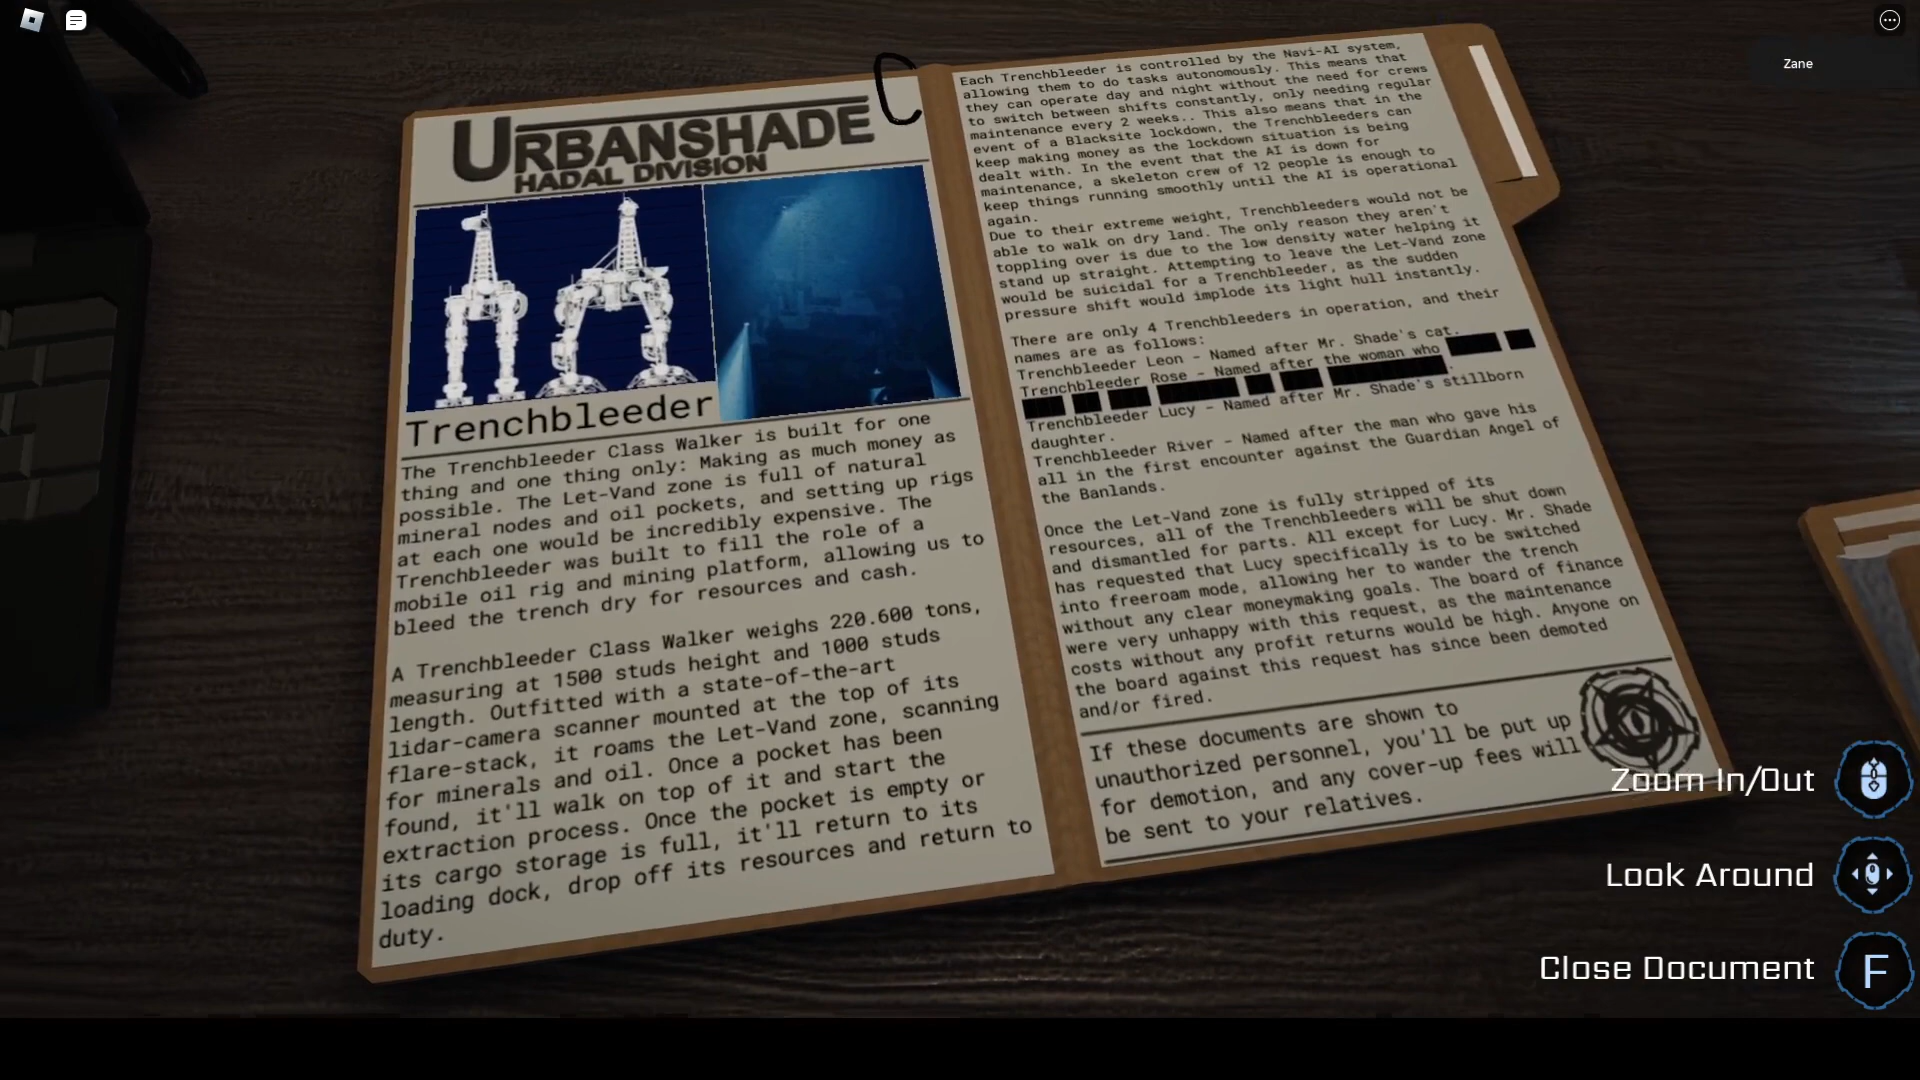 Zane
URBANSHADE
HADAL DIVISION
Trenchbleeder
The Trenchbleeder Class Walker is built for one
thing and one thing only: Making as much money as
possible. The Let-Vand zone is full of natural
mineral nodes and oil pockets, and setting up rigs
at each one would be incredibly expensive. The
Trenchbleeder was built to fill the role of a
mobile oil rig and mining platform, allowing us to
bleed the trench dry for resources and cash.
A Trenchbleeder Class Walker weighs 220.600 tons,
measuring at 1500 studs height and 1000 studs
length. Outfitted with a state-of-the-art
lidar-camera scanner mounted at the top of its
flare-stack, it roams the Let-Vand zone, scanning
for minerals and oil. Once a pocket has been
found, it'll walk on top of it and start the
extraction process. Once the pocket is empty or
its cargo storage is full, it'll return to its
loading dock, drop off its resources and return to
duty.
Each Trenchbleeder is controlled by the Navi-AI system,
allowing them to do tasks autonomously. This means that
they can operate day and night without the need for crews
to switch between shifts constantly, only needing regular
maintenance every 2 weeks.. This also means that in the
event of a Blacksite lockdown, the Trenchbleeders can
keep making money as the lockdown situation is being
dealt with. In the event that the AI is down for
maintenance, a skeleton crew of 12 people is enough to
keep things running smoothly until the AI is operational
again.
Due to their extreme weight, Trenchbleeders would not be
able to walk on dry land. The only reason they aren't
toppling over is due to the low density water helping it
stand up straight. Attempting to leave the Let-Vand zone
would be suicidal for a Trenchbleeder, as the sudden
pressure shift would implode its light hull instantly.
There are only 4 Trenchbleeders in operation, and their
names are as follows:
Trenchbleeder Leon - Named after Mr. Shade's cat.
Trenchbleeder Rose - Named after the woman who
.
Trenchbleeder Lucy - Named after Mr. Shade's stillborn
daughter.
Trenchbleeder River - Named after the man who gave his
all in the first encounter against the Guardian Angel of
the Banlands.
Once the Let-Vand zone is fully stripped of its
resources, all of the Trenchbleeders will be shut down
and dismantled for parts. All except for Lucy. Mr. Shade
has requested that Lucy specifically is to be switched
into freeroam mode, allowing her to wander the trench
without any clear moneymaking goals. The board of finance
were very unhappy with this request, as the maintenance
costs without any profit returns would be high. Anyone on
the board against this request has since been demoted
and/or fired.
If these documents are shown to
unauthorized personnel, you'll be put up
for demotion, and any cover-up fees will
be sent to your relatives.
Zoom In/Out
Look Around
Close Document
F